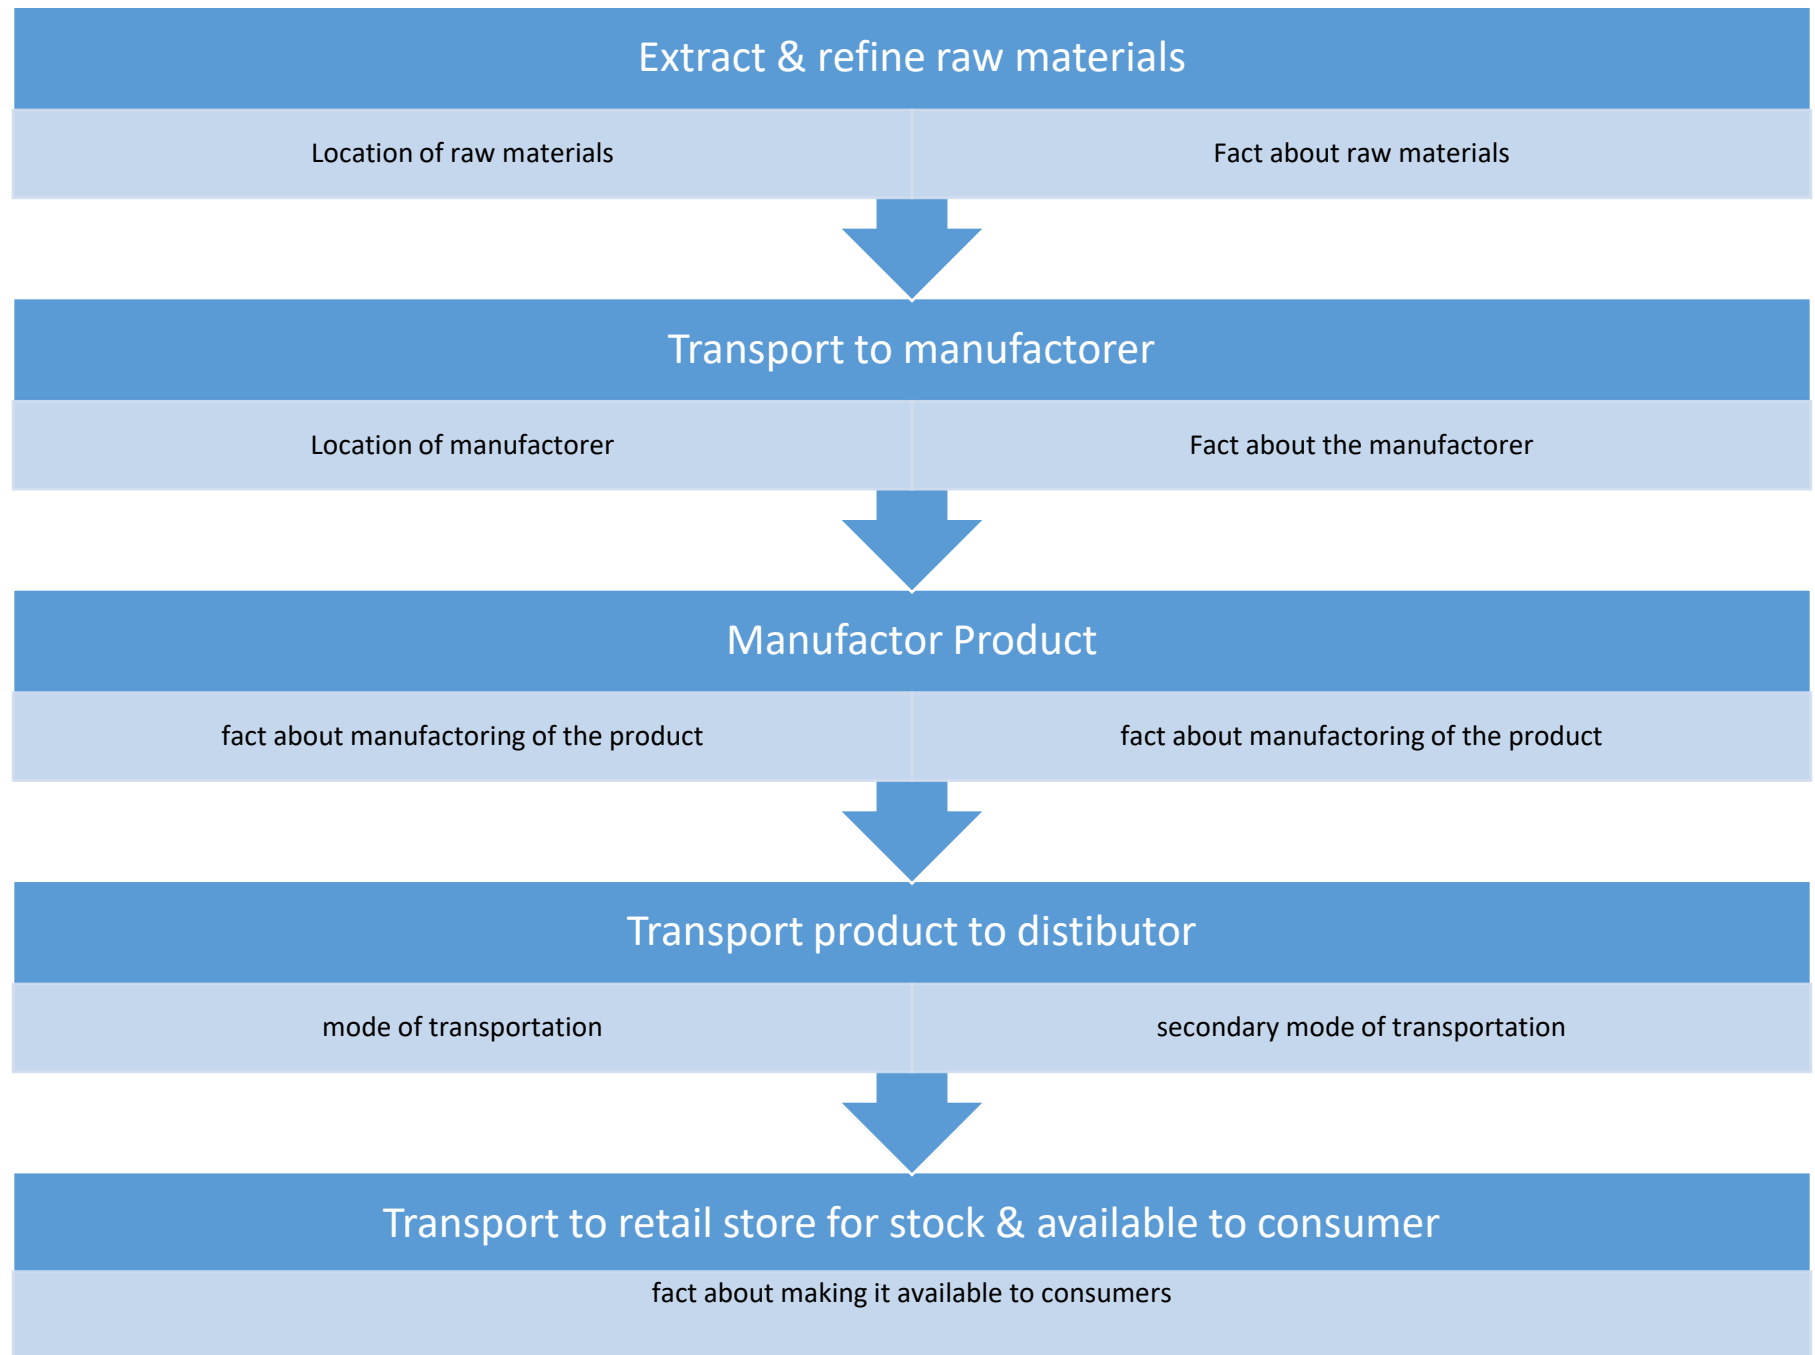 Extract & refine raw materials
Location of raw materials
Fact about raw materials
Transport to manufactorer
Location of manufactorer
Fact about the manufactorer
Manufactor Product
fact about manufactoring of the product
fact about manufactoring of the product
Transport product to distibutor
mode of transportation
secondary mode of transportation
Transport to retail store for stock & available to consumer
fact about making it available to consumers